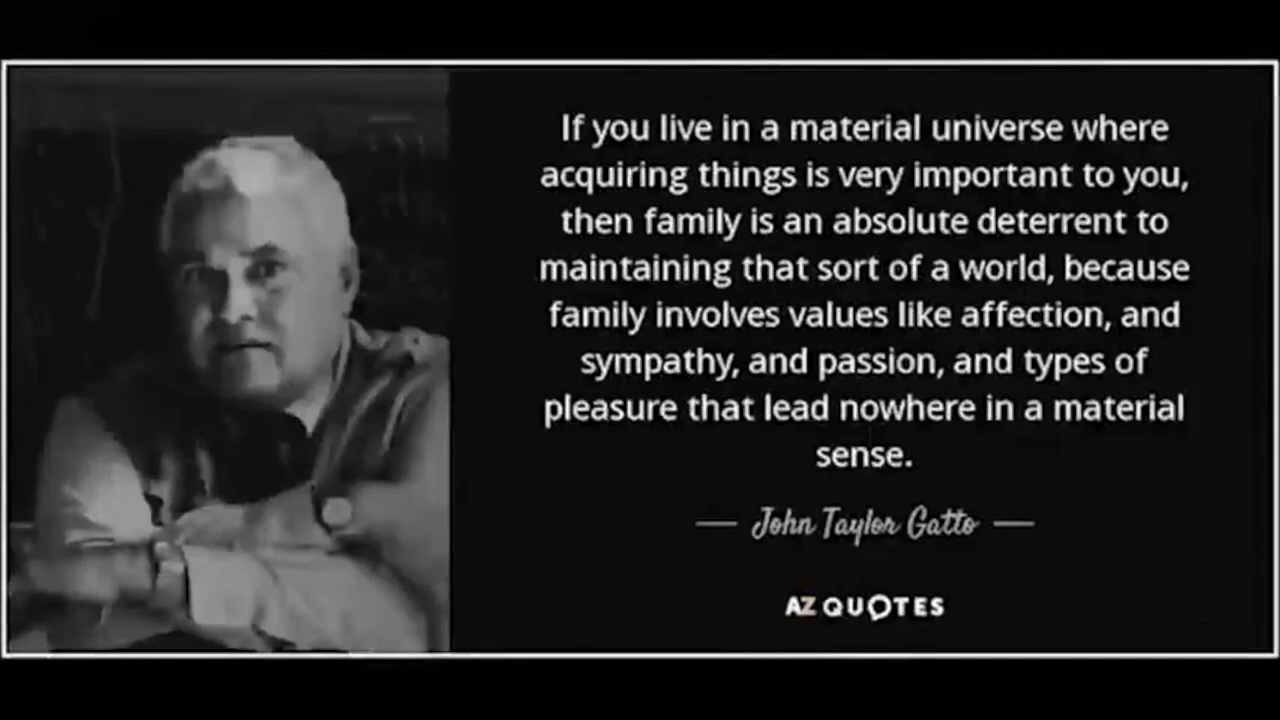 If you live in a material universe where
acquiring things is very important to you,
then family is an absolute deterrent to
maintaining that sort of a world, because
family involves values like affection, and
sympathy, and passion, and types of
pleasure that lead nowhere in a material
sense.
— John Taylor Gatto —
AZ QUOTES